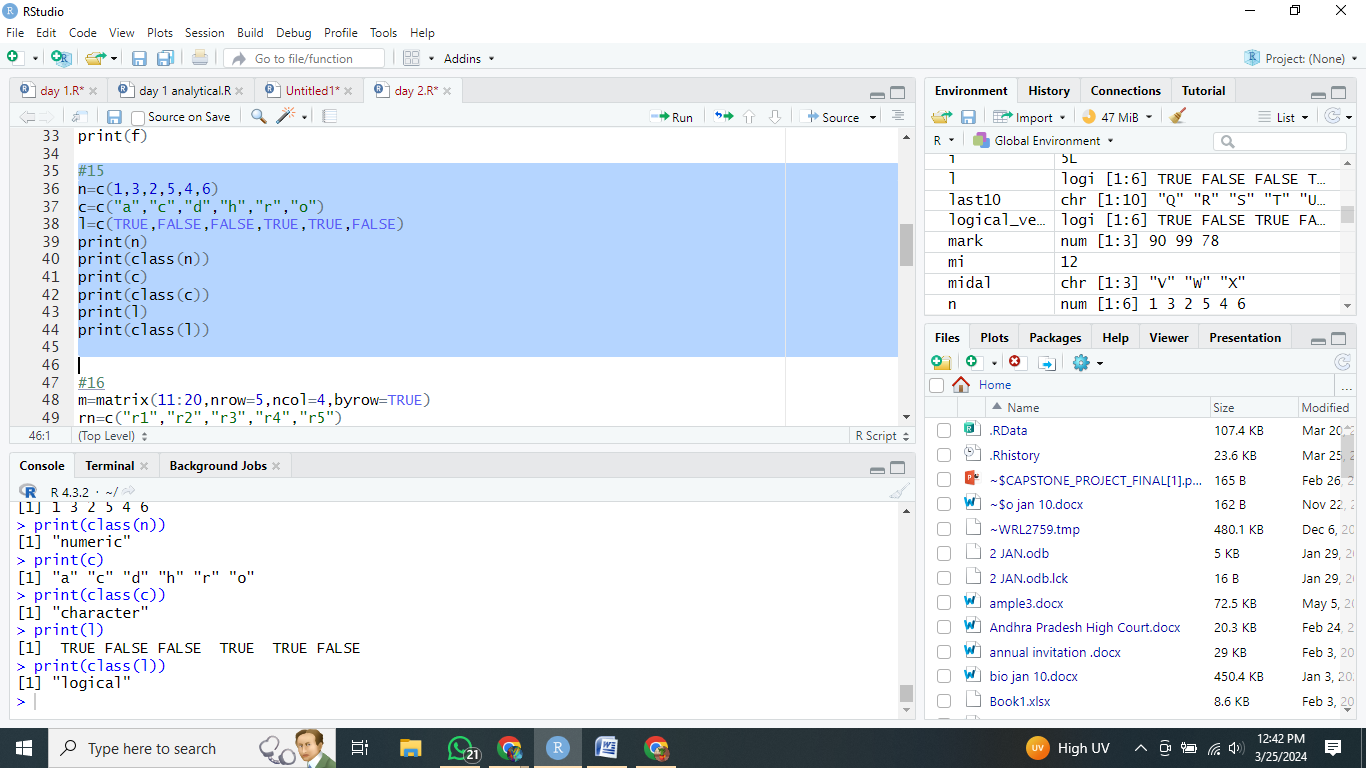 RStudio
File Edit Code View Plots Session Build Debug Profile Tools Help
Go to file/function Addins Project: (None)
day 1.R* day 1 analytical.R Untitled1* day 2.R*
Source on Save Run Source
33 print(f)
34
35 #15
36 n=c(1,3,2,5,4,6)
37 c=c("a","c","d","h","r","o")
38 l=c(TRUE,FALSE,FALSE,TRUE,TRUE,FALSE)
39 print(n)
40 print(class(n))
41 print(c)
42 print(class(c))
43 print(l)
44 print(class(l))
45
46
47 #16
48 m=matrix(11:20,nrow=5,ncol=4,byrow=TRUE)
49 rn=c("r1","r2","r3","r4","r5")
46:1 (Top Level) R Script
Console Terminal Background Jobs
R 4.3.2 · ~/
[1] 1 3 2 5 4 6
> print(class(n))
[1] "numeric"
> print(c)
[1] "a" "c" "d" "h" "r" "o"
> print(class(c))
[1] "character"
> print(l)
[1]  TRUE FALSE FALSE  TRUE  TRUE FALSE
> print(class(l))
[1] "logical"
>
Environment History Connections Tutorial
Import 47 MiB List
R Global Environment
5L
l logi [1:6] TRUE FALSE FALSE T...
last10 chr [1:10] "Q" "R" "S" "T" "U...
logical_ve... logi [1:6] TRUE FALSE TRUE FA...
mark num [1:3] 90 99 78
mi 12
midal chr [1:3] "V" "W" "X"
n num [1:6] 1 3 2 5 4 6
Files Plots Packages Help Viewer Presentation
Home ...
Name Size Modified
.RData 107.4 KB Mar 20, 2
.Rhistory 23.6 KB Mar 25, 2
~$CAPSTONE_PROJECT_FINAL[1].p... 165 B Feb 26, 2
~$o jan 10.docx 162 B Nov 22, 2
~WRL2759.tmp 480.1 KB Dec 6, 20
2 JAN.odb 5 KB Jan 29, 2
2 JAN.odb.lck 16 B Jan 29, 2
ample3.docx 72.5 KB May 5, 20
Andhra Pradesh High Court.docx 20.3 KB Feb 24, 2
annual invitation .docx 29 KB Feb 3, 20
bio jan 10.docx 450.4 KB Jan 3, 20
Book1.xlsx 8.6 KB Feb 3, 20
Type here to search 21 UV High UV 12:42 PM
3/25/2024